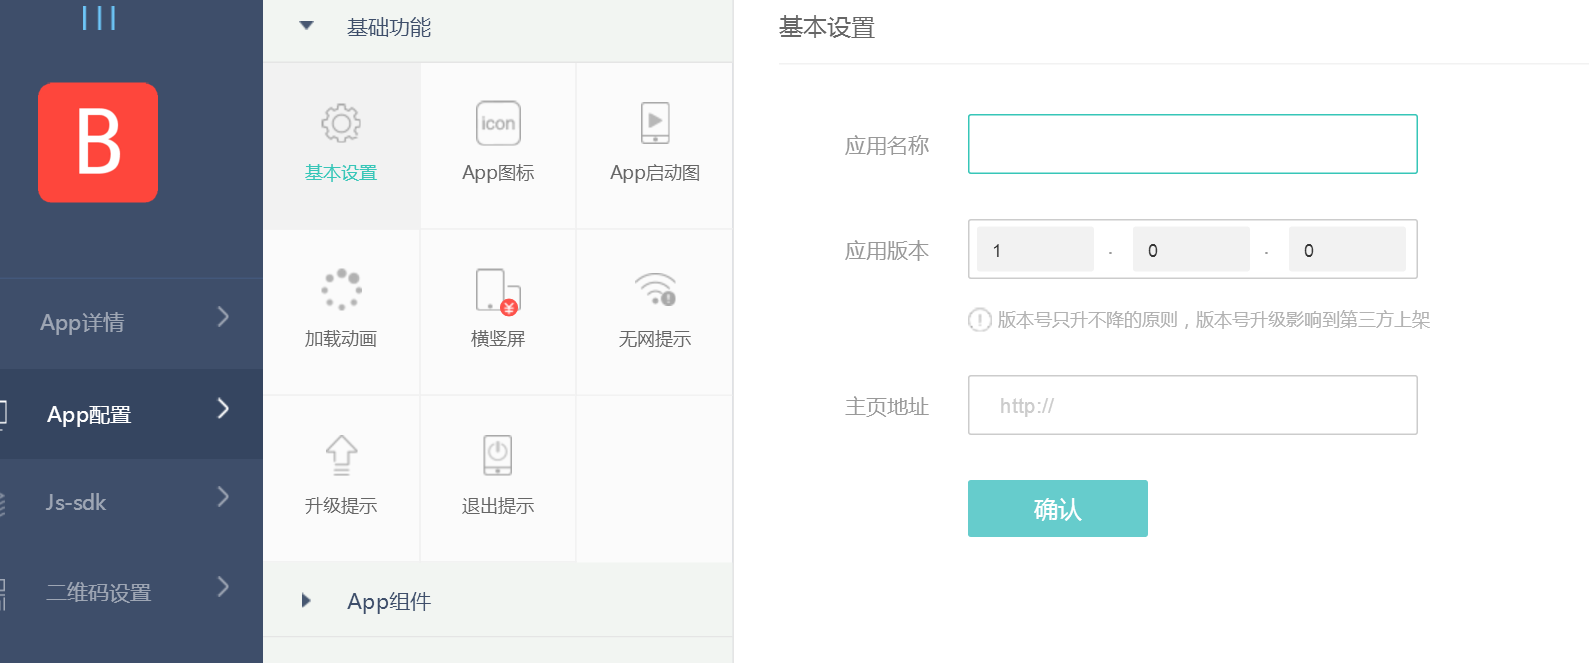 B
App详情
App配置
Js-sdk
二维码设置
基础功能
基本设置
icon
App图标
App启动图
加载动画
¥
横竖屏
无网提示
升级提示
退出提示
App组件
基本设置
应用名称
应用版本 1 . 0 . 0
版本号只升不降的原则，版本号升级影响到第三方上架
主页地址 http://
确认